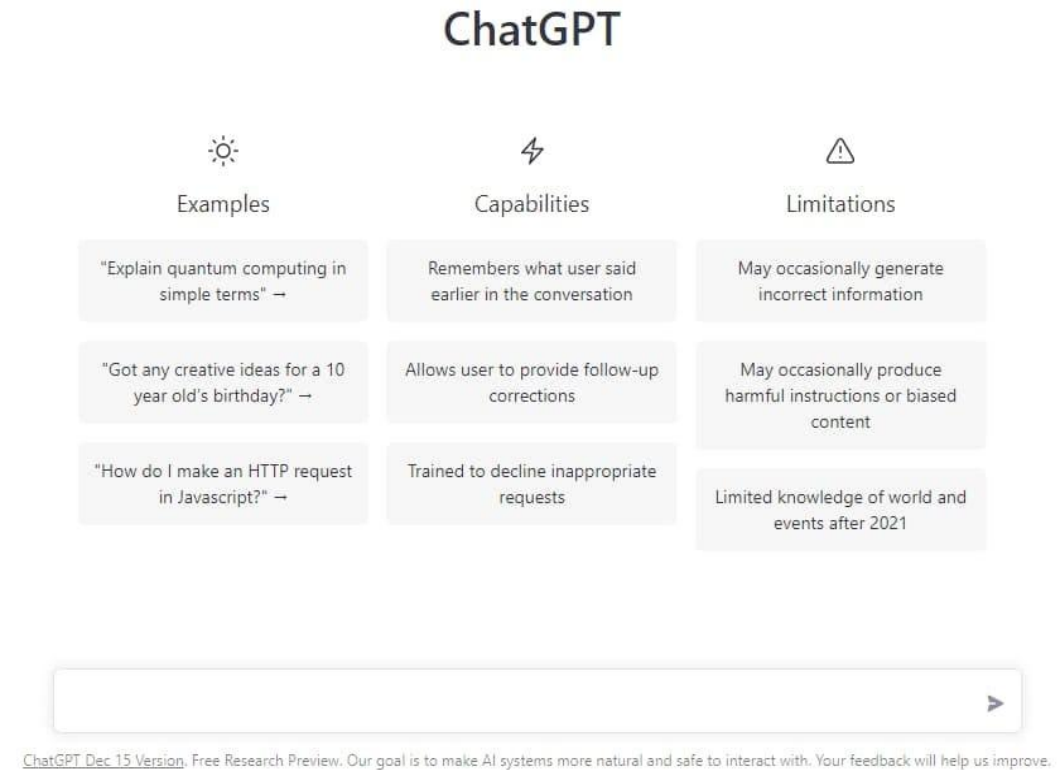 ChatGPT
Examples
"Explain quantum computing in
simple terms" →
"Got any creative ideas for a 10
year old's birthday?" →
"How do I make an HTTP request
in Javascript?" →
Capabilities
Remembers what user said
earlier in the conversation
Allows user to provide follow-up
corrections
Trained to decline inappropriate
requests
Limitations
May occasionally generate
incorrect information
May occasionally produce
harmful instructions or biased
content
Limited knowledge of world and
events after 2021
ChatGPT Dec 15 Version. Free Research Preview. Our goal is to make AI systems more natural and safe to interact with. Your feedback will help us improve.